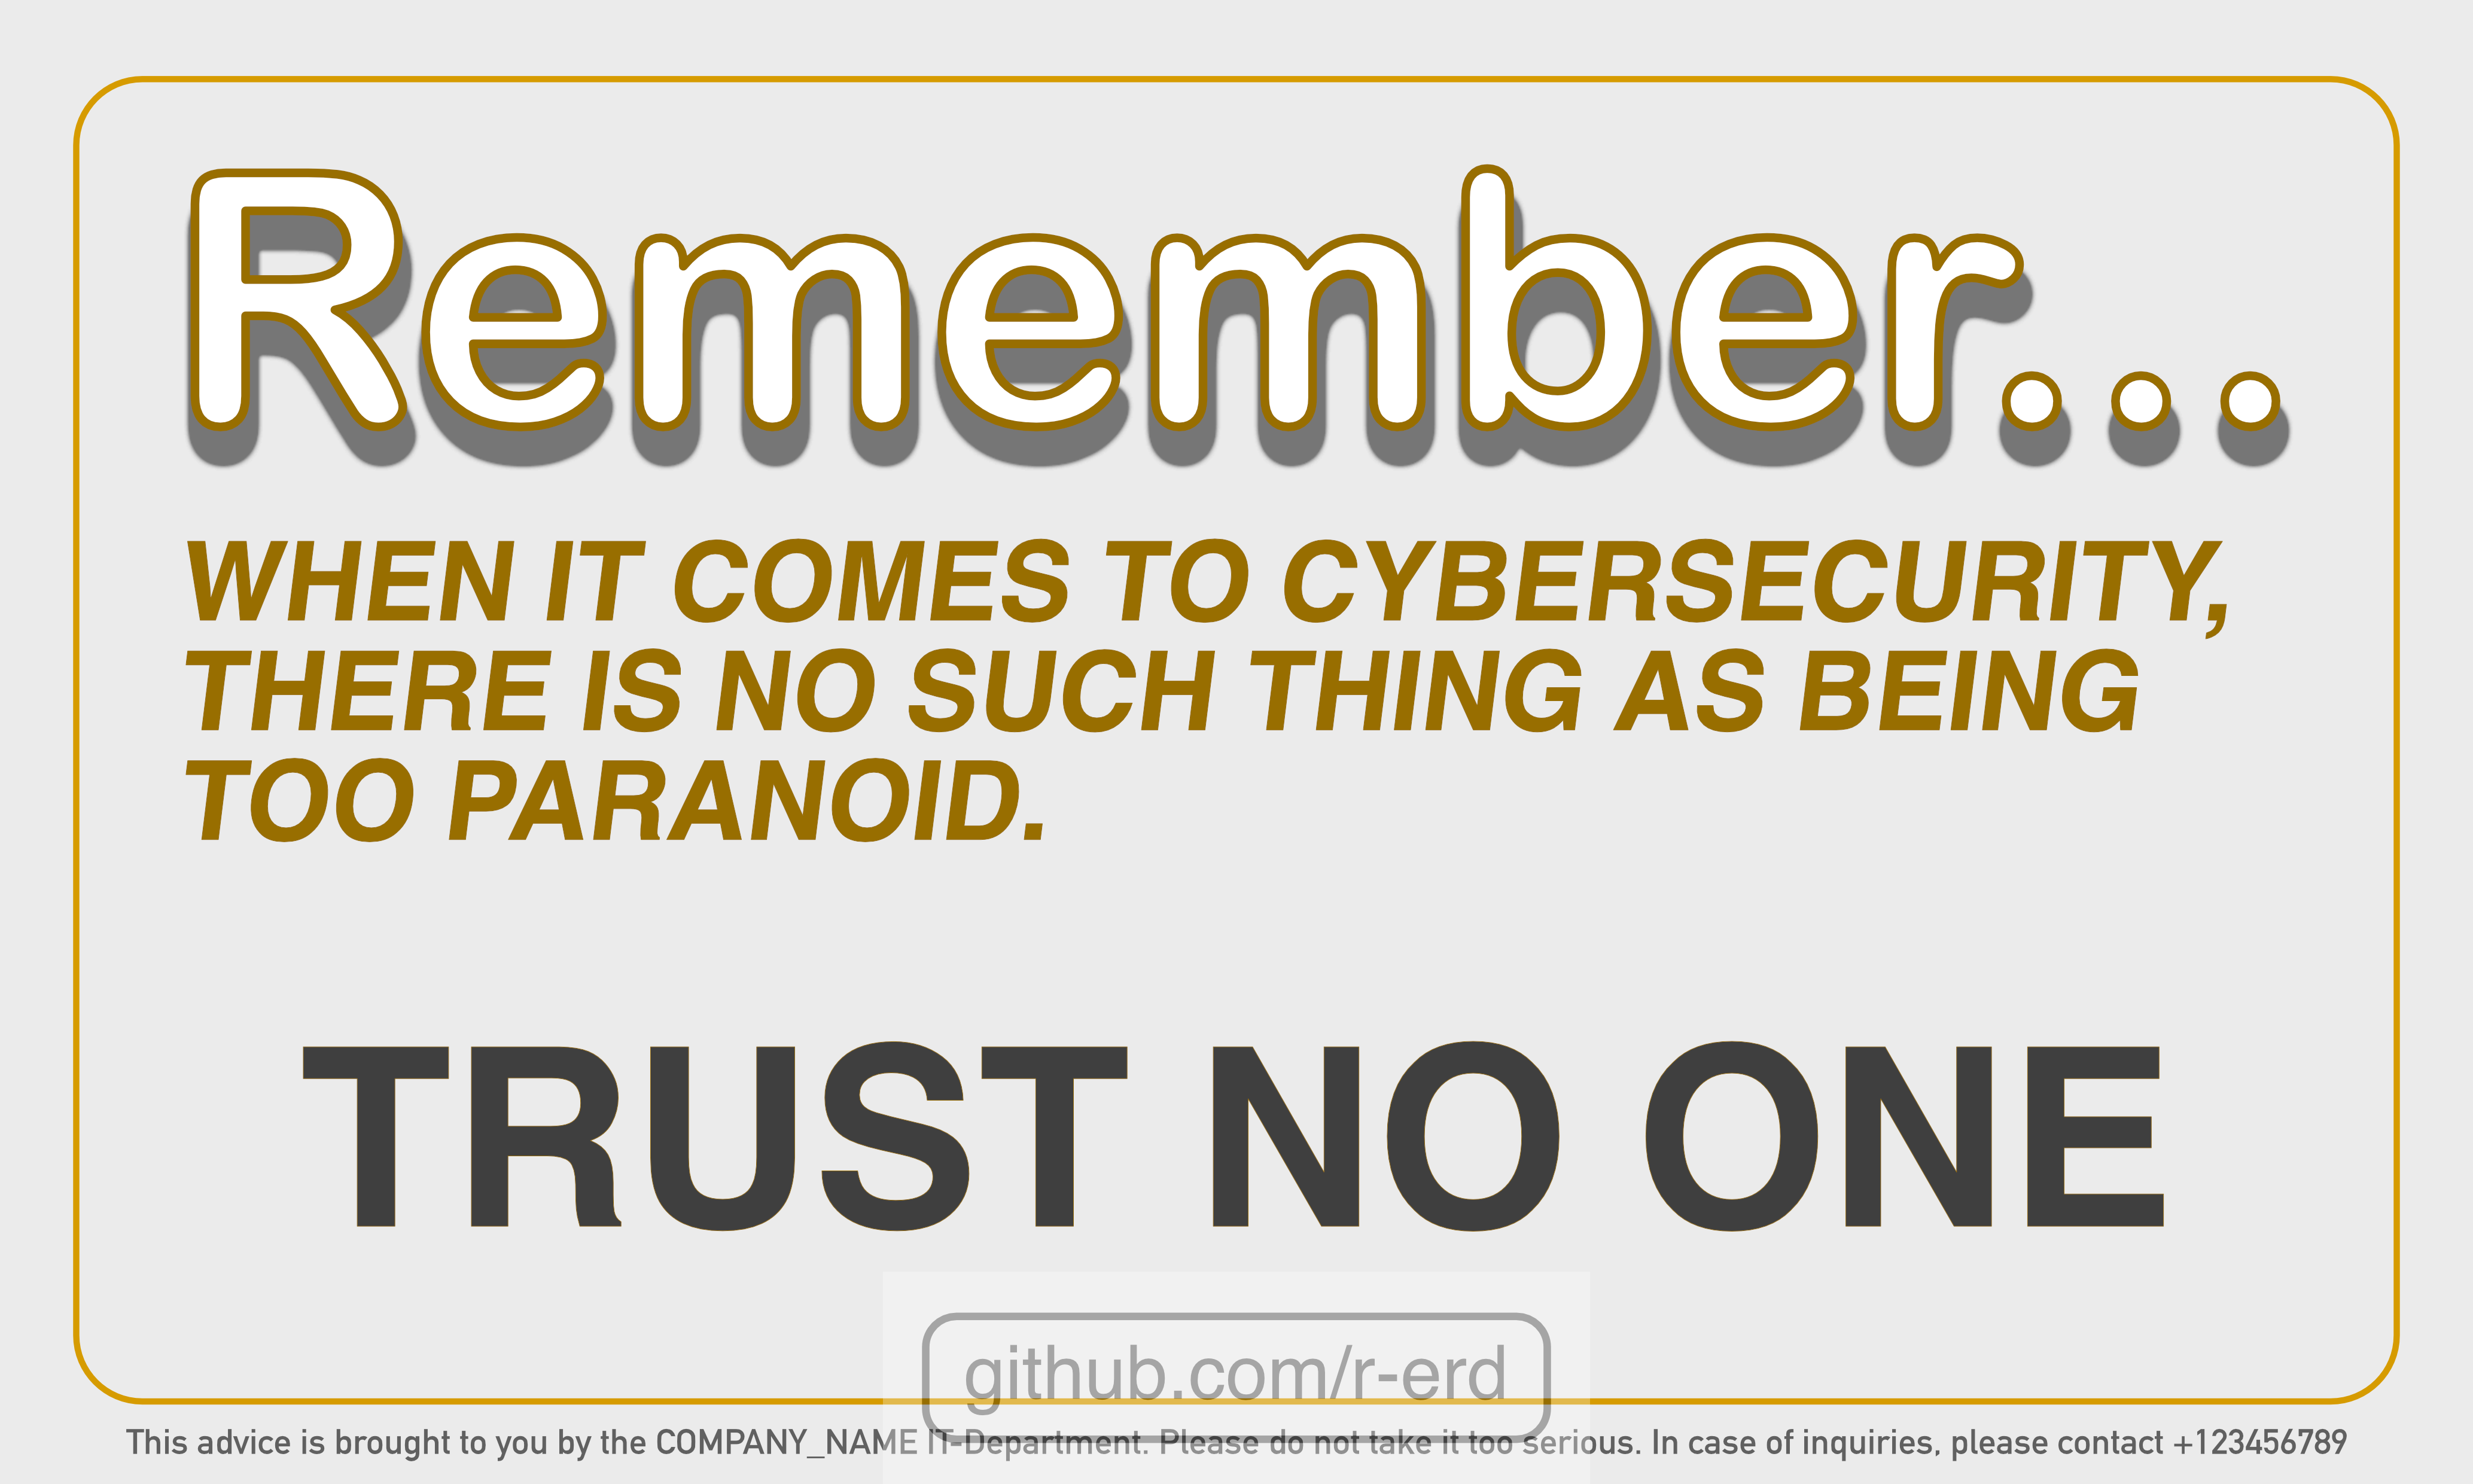 Remember...
WHEN IT COMES TO CYBERSECURITY,
THERE IS NO SUCH THING AS BEING
TOO PARANOID.
TRUST NO ONE
github.com/r-erd
This advice is brought to you by the COMPANY_NAME IT-Department. Please do not take it too serious. In case of inquiries, please contact +123456789